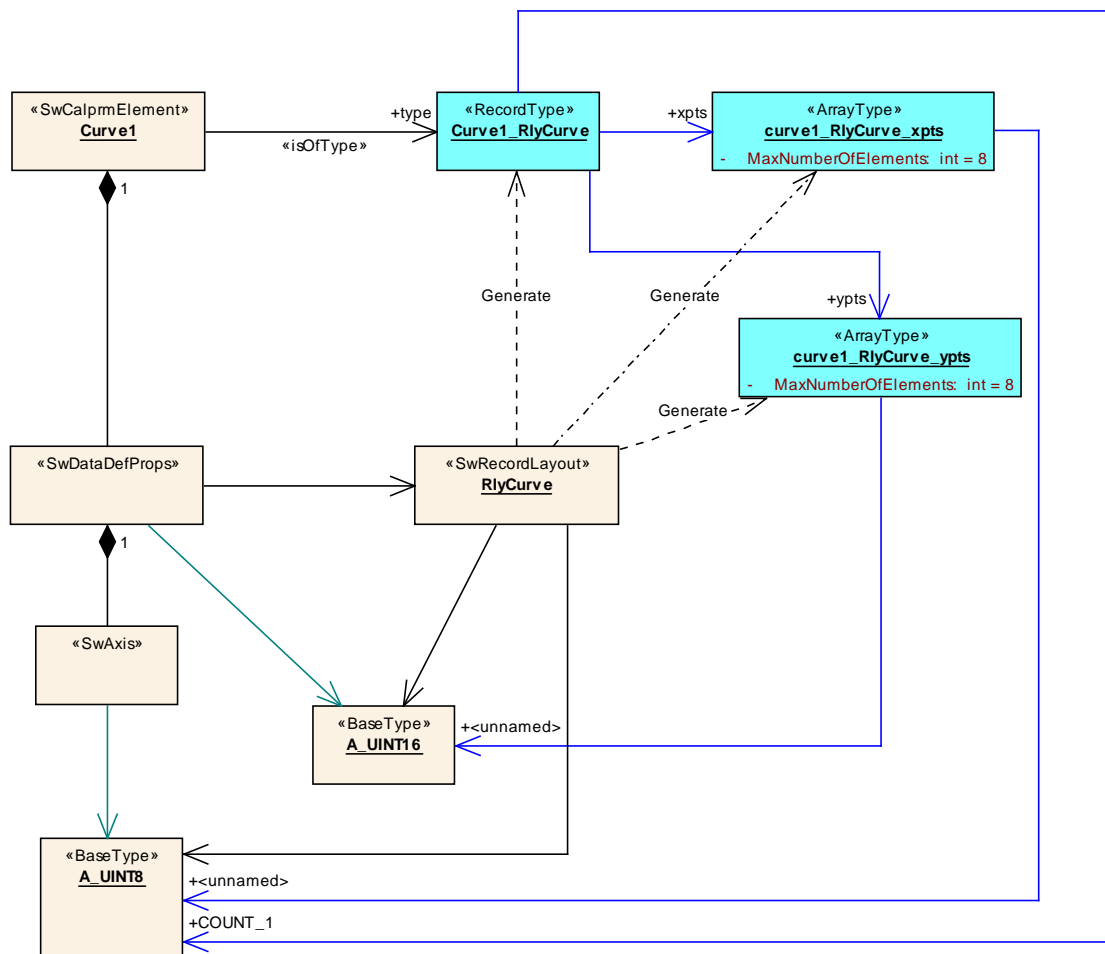 «SwCalprmElement»
Curve1
+type
«isOfType»
«RecordType»
Curve1_RlyCurve
+xpts
«ArrayType»
curve1_RlyCurve_xpts
- MaxNumberOfElements: int = 8
1
Generate
Generate
+ypts
«ArrayType»
curve1_RlyCurve_ypts
- MaxNumberOfElements: int = 8
Generate
«SwDataDefProps»
«SwRecordLayout»
RlyCurve
1
«SwAxis»
«BaseType»
A_UINT16
+<unnamed>
«BaseType»
A_UINT8
+<unnamed>
+COUNT_1